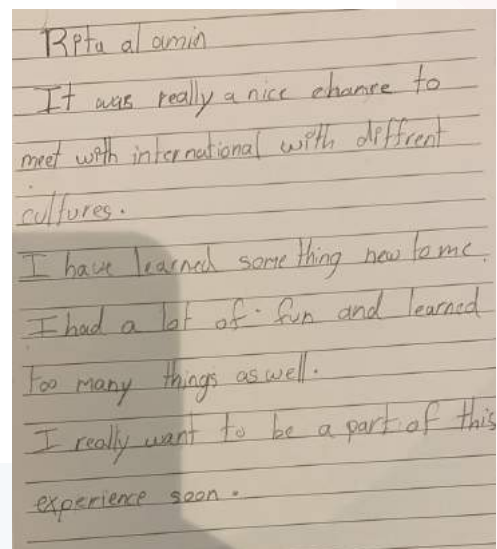 Rita al amin
It was really a nice chance to
meet with international with diffrent
cultures.
I have learned some thing new to me.
I had a lot of fun and learned
too many things as well.
I really want to be a part of this
experience soon.